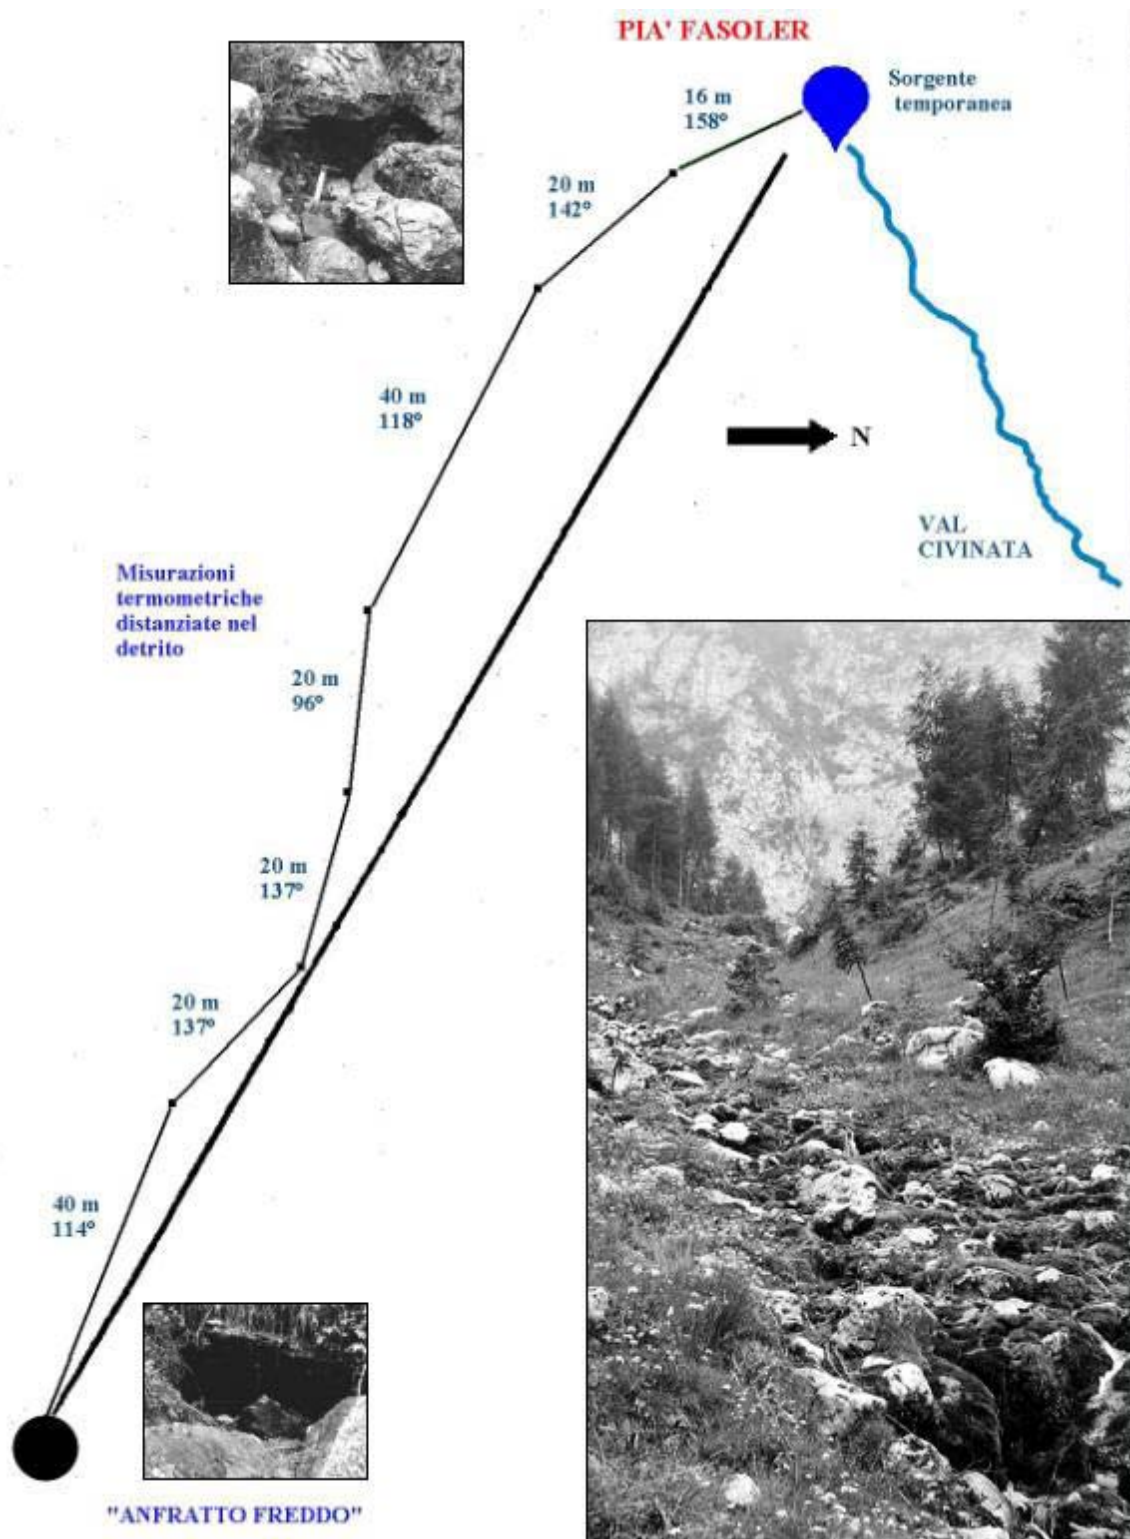 PIA' FASOLER
Sorgente
temporanea
16 m
158°
20 m
142°
40 m
118°
N
VAL
CIVINATA
Misurazioni
termometriche
distanziate nel
detrito
20 m
96°
20 m
137°
20 m
137°
40 m
114°
"ANFRATTO FREDDO"